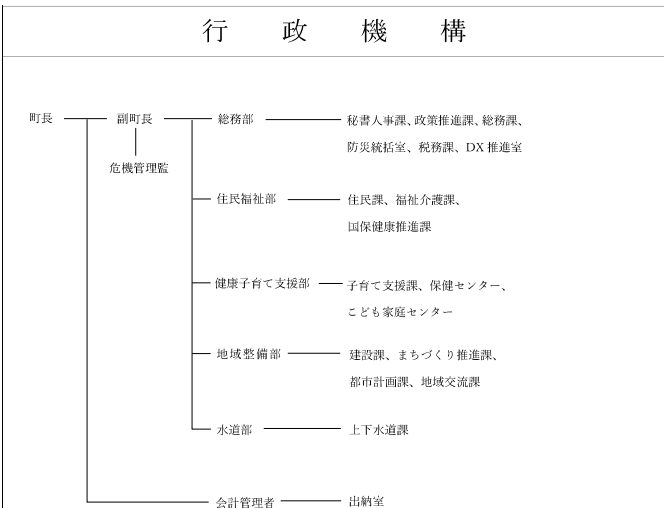 行政機構
町長 副町長 総務部 秘書人事課、政策推進課、総務課、
防災統括室、税務課、DX推進室
危機管理監
住民福祉部 住民課、福祉介護課、
国保健康推進課
健康子育て支援部 子育て支援課、保健センター、
こども家庭センター
地域整備部 建設課、まちづくり推進課、
都市計画課、地域交流課
水道部 上下水道課
会計管理者 出納室